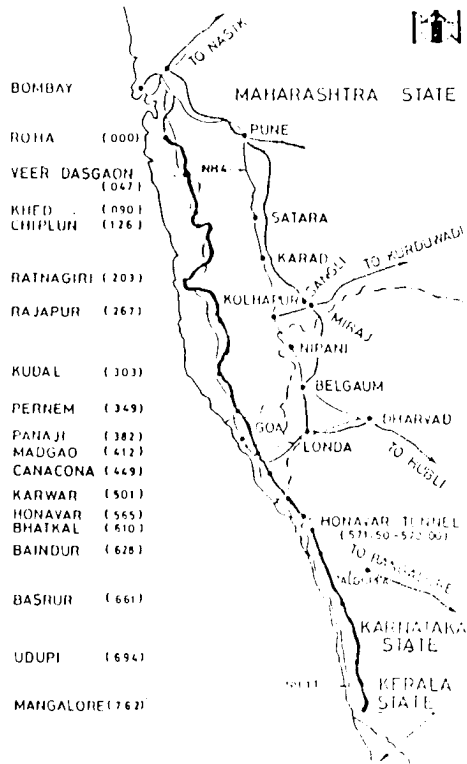 TO NASIK
BOMBAY
MAHARASHTRA STATE
ROHA (000)
PUNE
VEER DASGAON
(047)
NH4
KHED (090)
CHIPLUN (126)
SATARA
KARAD
TO KURDUWADI
SANGLI
RATNAGIRI (203)
KOLHAPUR
RAJAPUR (267)
MIRAJ
NIPANI
KUDAL (303)
BELGAUM
PERNEM (349)
GOA
DHARVAD
PANAJI (382)
MADGAO (412)
LONDA
CANACONA (449)
TO HUBLI
KARWAR (501)
HONAVAR (565)
HONAVAR TUNNEL
BHATKAL (610)
BAINDUR (628)
TO BANGALORE
BASRUR (661)
KARNATAKA
STATE
UDUPI (694)
KERALA
STATE
MANGALORE (762)